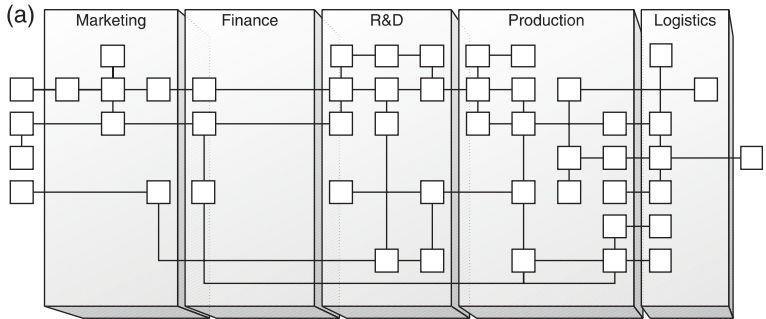 (a)
Marketing
Finance
R&D
Production
Logistics